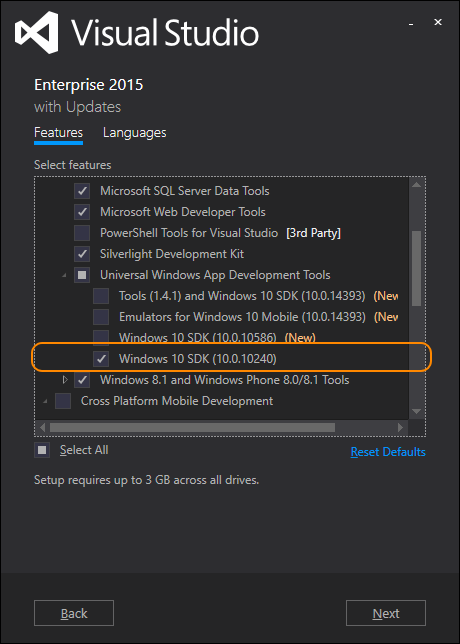 Visual Studio
Enterprise 2015
with Updates
Features Languages
Select features
Microsoft SQL Server Data Tools
Microsoft Web Developer Tools
PowerShell Tools for Visual Studio [3rd Party]
Silverlight Development Kit
Universal Windows App Development Tools
Tools (1.4.1) and Windows 10 SDK (10.0.14393) (New
Emulators for Windows 10 Mobile (10.0.14393) (New
Windows 10 SDK (10.0.10586) (New)
Windows 10 SDK (10.0.10240)
Windows 8.1 and Windows Phone 8.0/8.1 Tools
Cross Platform Mobile Development
Select All Reset Defaults
Setup requires up to 3 GB across all drives.
Back Next